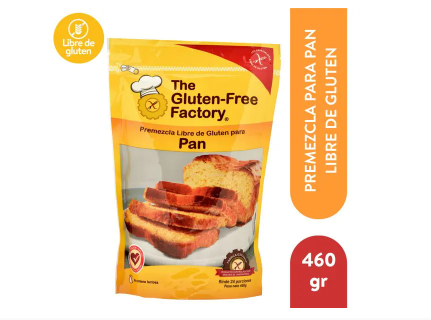 Libre de
gluten
The
Gluten-Free
Factory®
Premezcla Libre de Gluten para
Pan
PREMEZCLA PARA PAN
LIBRE DE GLUTEN
460
gr